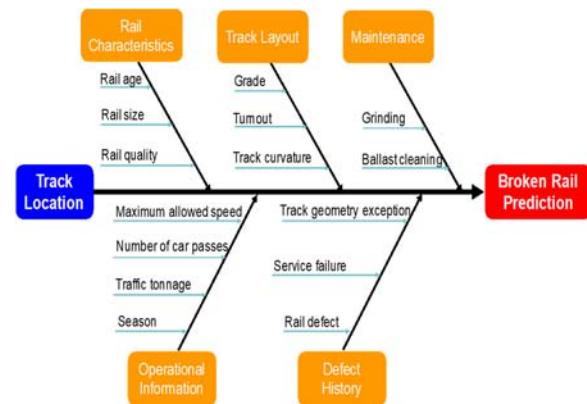 Rail
Characteristics
Track Layout
Maintenance
Rail age
Rail size
Rail quality
Grade
Turnout
Track curvature
Grinding
Ballast cleaning
Track
Location
Broken Rail
Prediction
Maximum allowed speed
Number of car passes
Traffic tonnage
Season
Track geometry exception
Service failure
Rail defect
Operational
Information
Defect
History